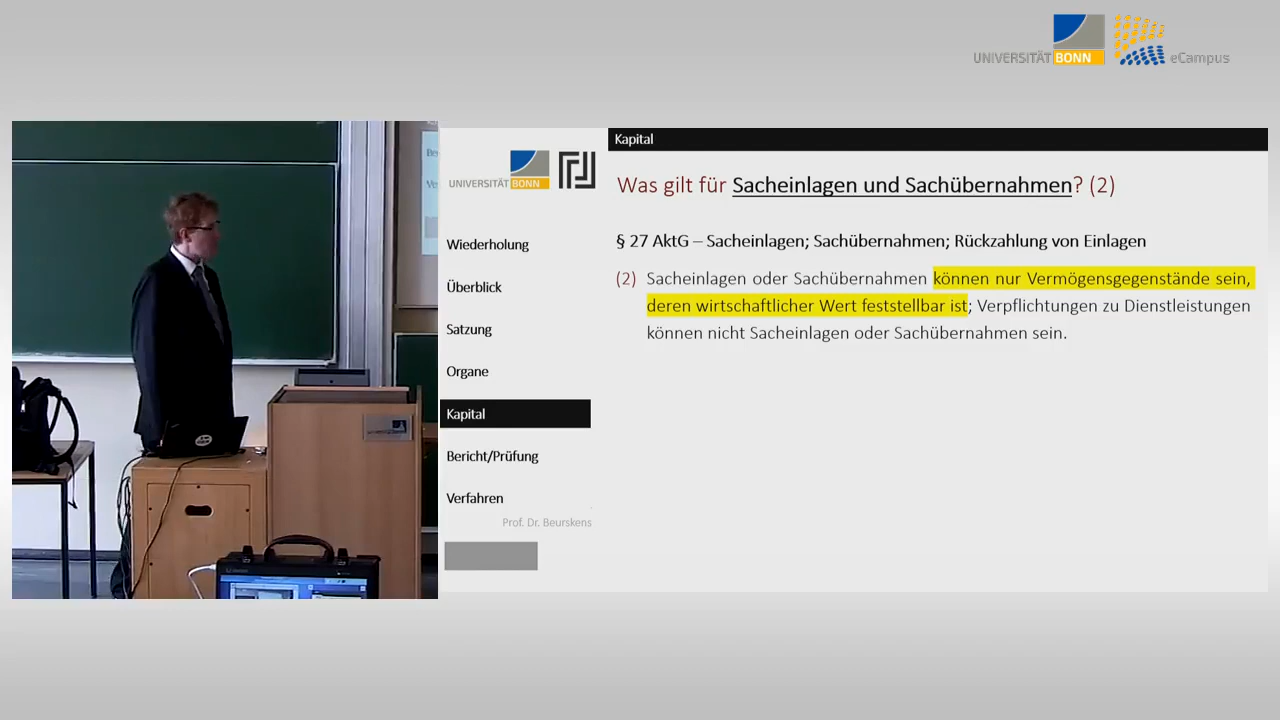 UNIVERSITÄT BONN
eCampus
UNIVERSITÄT BONN
Wiederholung
Überblick
Satzung
Organe
Kapital
Bericht/Prüfung
Verfahren
Prof. Dr. Beurskens
Kapital
Was gilt für Sacheinlagen und Sachübernahmen? (2)
§ 27 AktG – Sacheinlagen; Sachübernahmen; Rückzahlung von Einlagen
(2) Sacheinlagen oder Sachübernahmen können nur Vermögensgegenstände sein,
deren wirtschaftlicher Wert feststellbar ist; Verpflichtungen zu Dienstleistungen
können nicht Sacheinlagen oder Sachübernahmen sein.